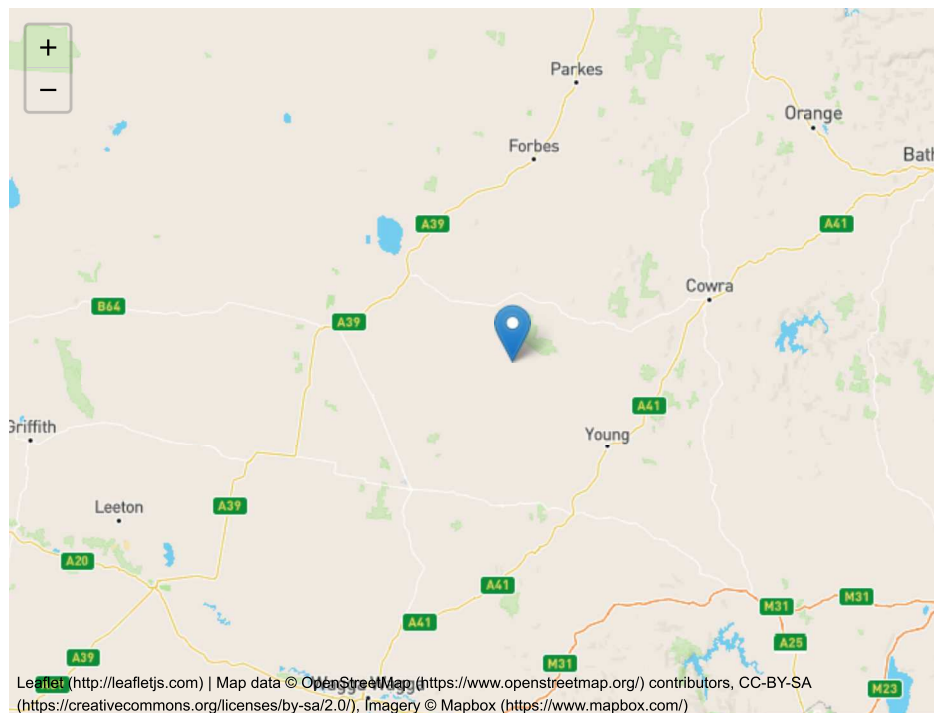 +
−
Parkes
Orange
Forbes
Bath
A39
A41
Cowra
B64
A39
A41
Griffith
Young
Leeton
A39
A20
A41
M31
M31
A41
A25
A39
M31
M23
Wagga Wagga
Leaflet (http://leafletjs.com) | Map data © OpenStreetMap (https://www.openstreetmap.org/) contributors, CC-BY-SA
(https://creativecommons.org/licenses/by-sa/2.0/), Imagery © Mapbox (https://www.mapbox.com/)